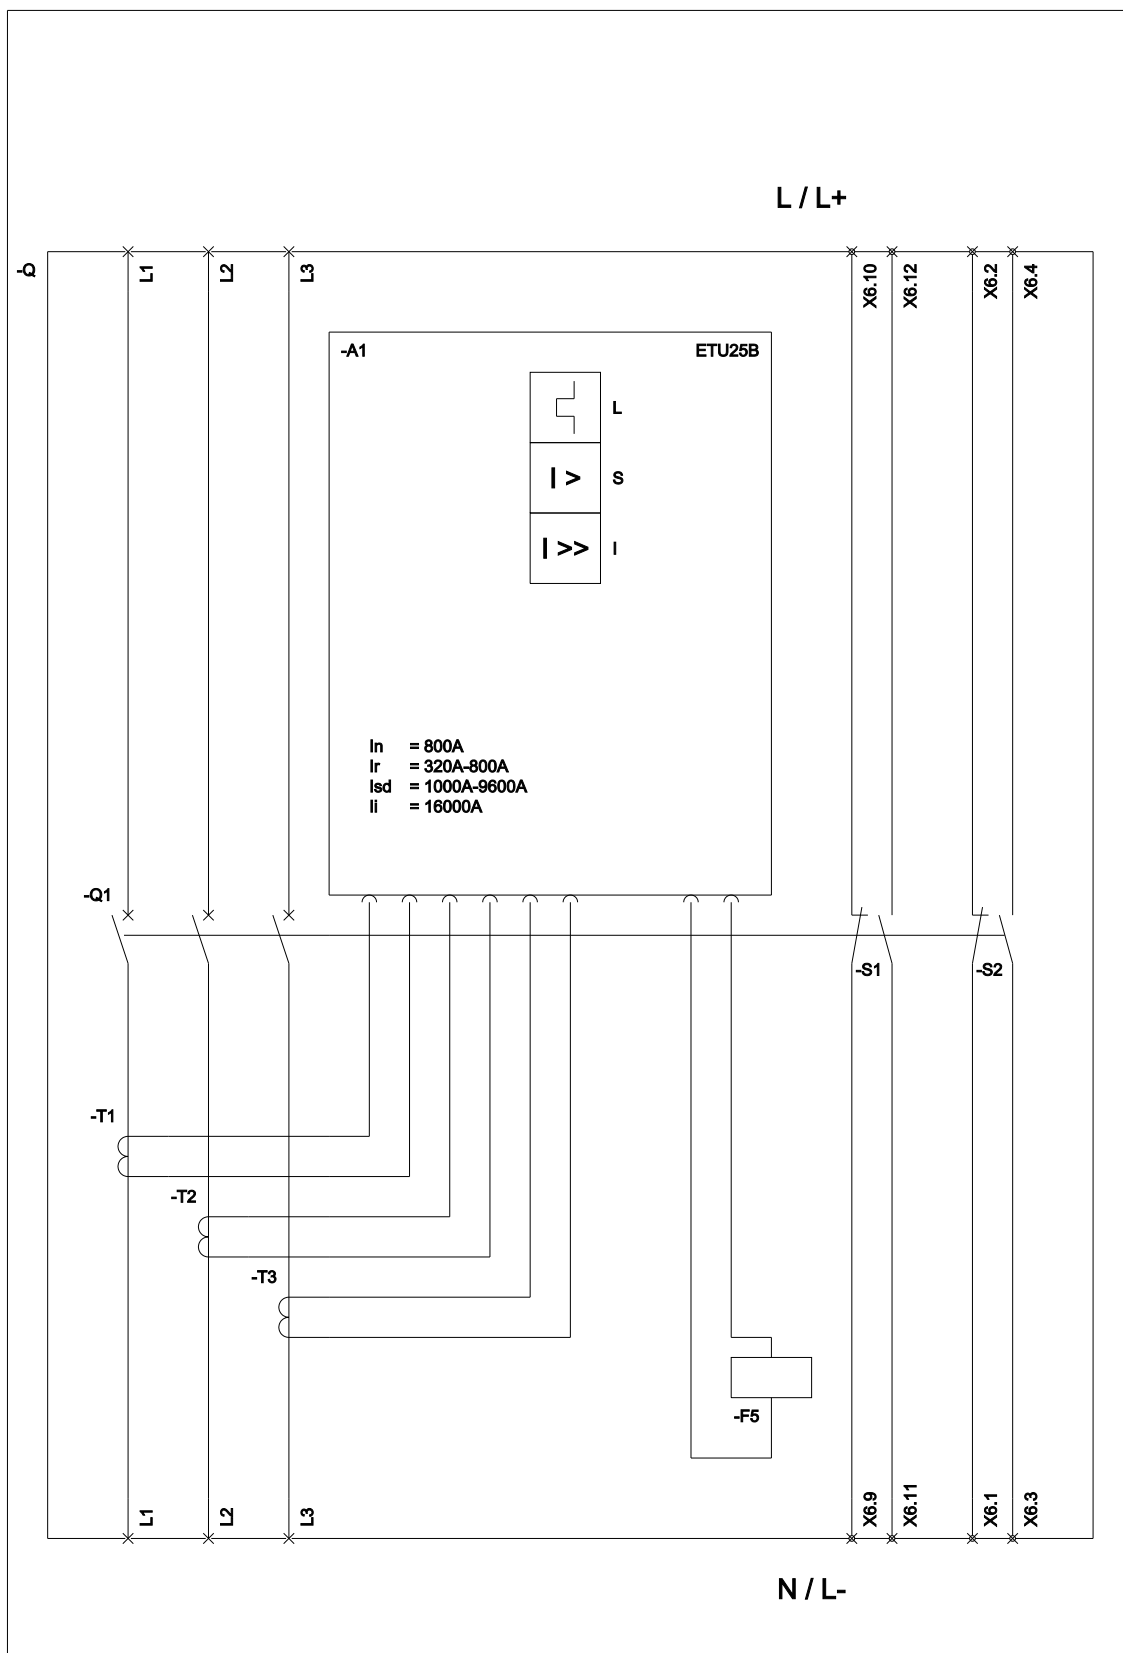 L / L+
-Q
L1
L2
L3
X6.10
X6.12
X6.2
X6.4
-A1
ETU25B
L
I >
S
I >>
I
In = 800A
Ir = 320A-800A
Isd = 1000A-9600A
Ii = 16000A
-Q1
-S1
-S2
-T1
-T2
-T3
-F5
L1
L2
L3
X6.9
X6.11
X6.1
X6.3
N / L-